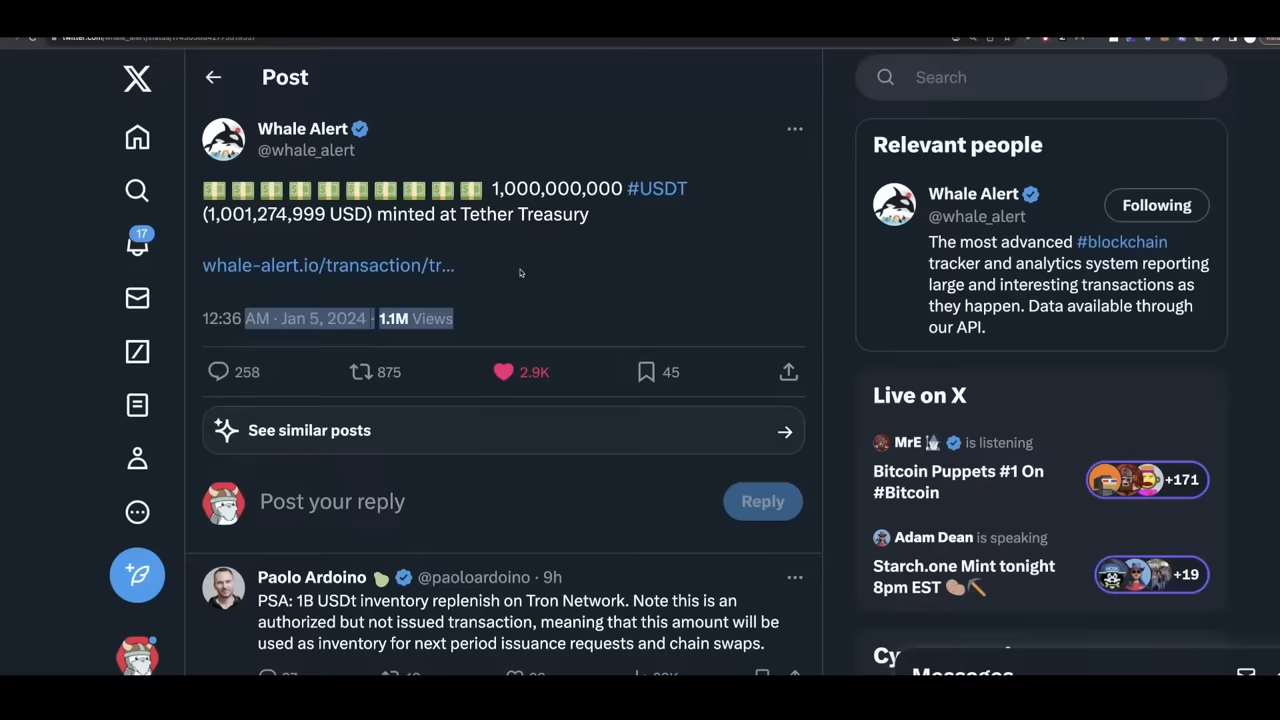 Post
Search
Whale Alert
@whale_alert
1,000,000,000 #USDT
(1,001,274,999 USD) minted at Tether Treasury
whale-alert.io/transaction/tr...
12:36 AM · Jan 5, 2024 · 1.1M Views
258 875 2.9K 45
See similar posts
Post your reply
Reply
Paolo Ardoino @paoloardoino · 9h
PSA: 1B USDt inventory replenish on Tron Network. Note this is an
authorized but not issued transaction, meaning that this amount will be
used as inventory for next period issuance requests and chain swaps.
17
Relevant people
Whale Alert
@whale_alert
Following
The most advanced #blockchain
tracker and analytics system reporting
large and interesting transactions as
they happen. Data available through
our API.
Live on X
MrE is listening
Bitcoin Puppets #1 On
#Bitcoin
+171
Adam Dean is speaking
Starch.one Mint tonight
8pm EST
+19
Messages